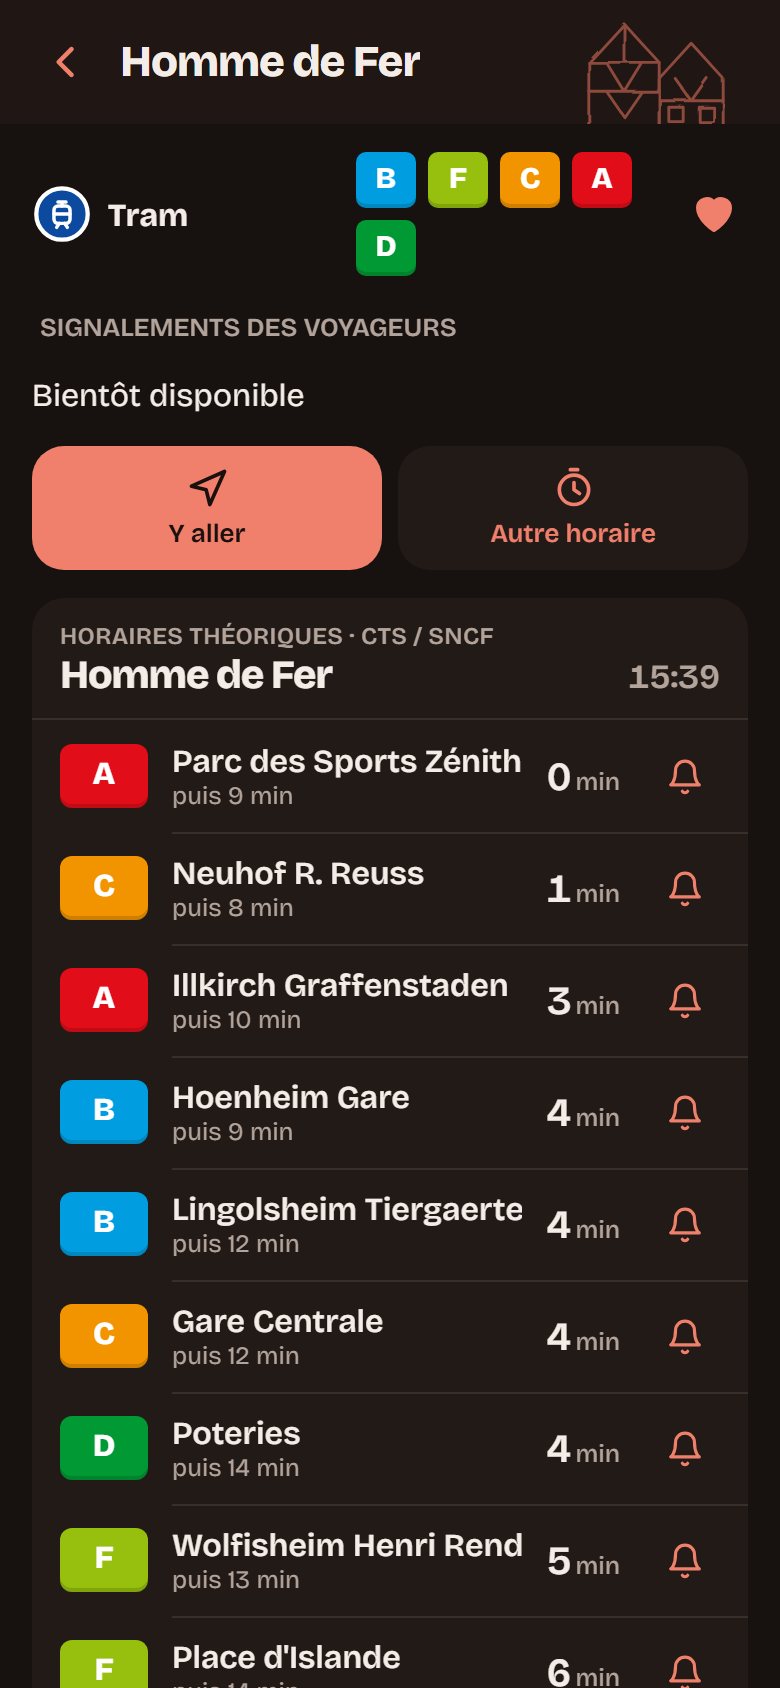 Homme de Fer
Tram
B F C A
D
SIGNALEMENTS DES VOYAGEURS
Bientôt disponible
Y aller
Autre horaire
HORAIRES THÉORIQUES · CTS / SNCF
Homme de Fer 15:39
A Parc des Sports Zénith 0 min
puis 9 min
C Neuhof R. Reuss 1 min
puis 8 min
A Illkirch Graffenstaden 3 min
puis 10 min
B Hoenheim Gare 4 min
puis 9 min
B Lingolsheim Tiergaerte 4 min
puis 12 min
C Gare Centrale 4 min
puis 12 min
D Poteries 4 min
puis 14 min
F Wolfisheim Henri Rend 5 min
puis 13 min
F Place d'Islande 6 min
puis 14 min